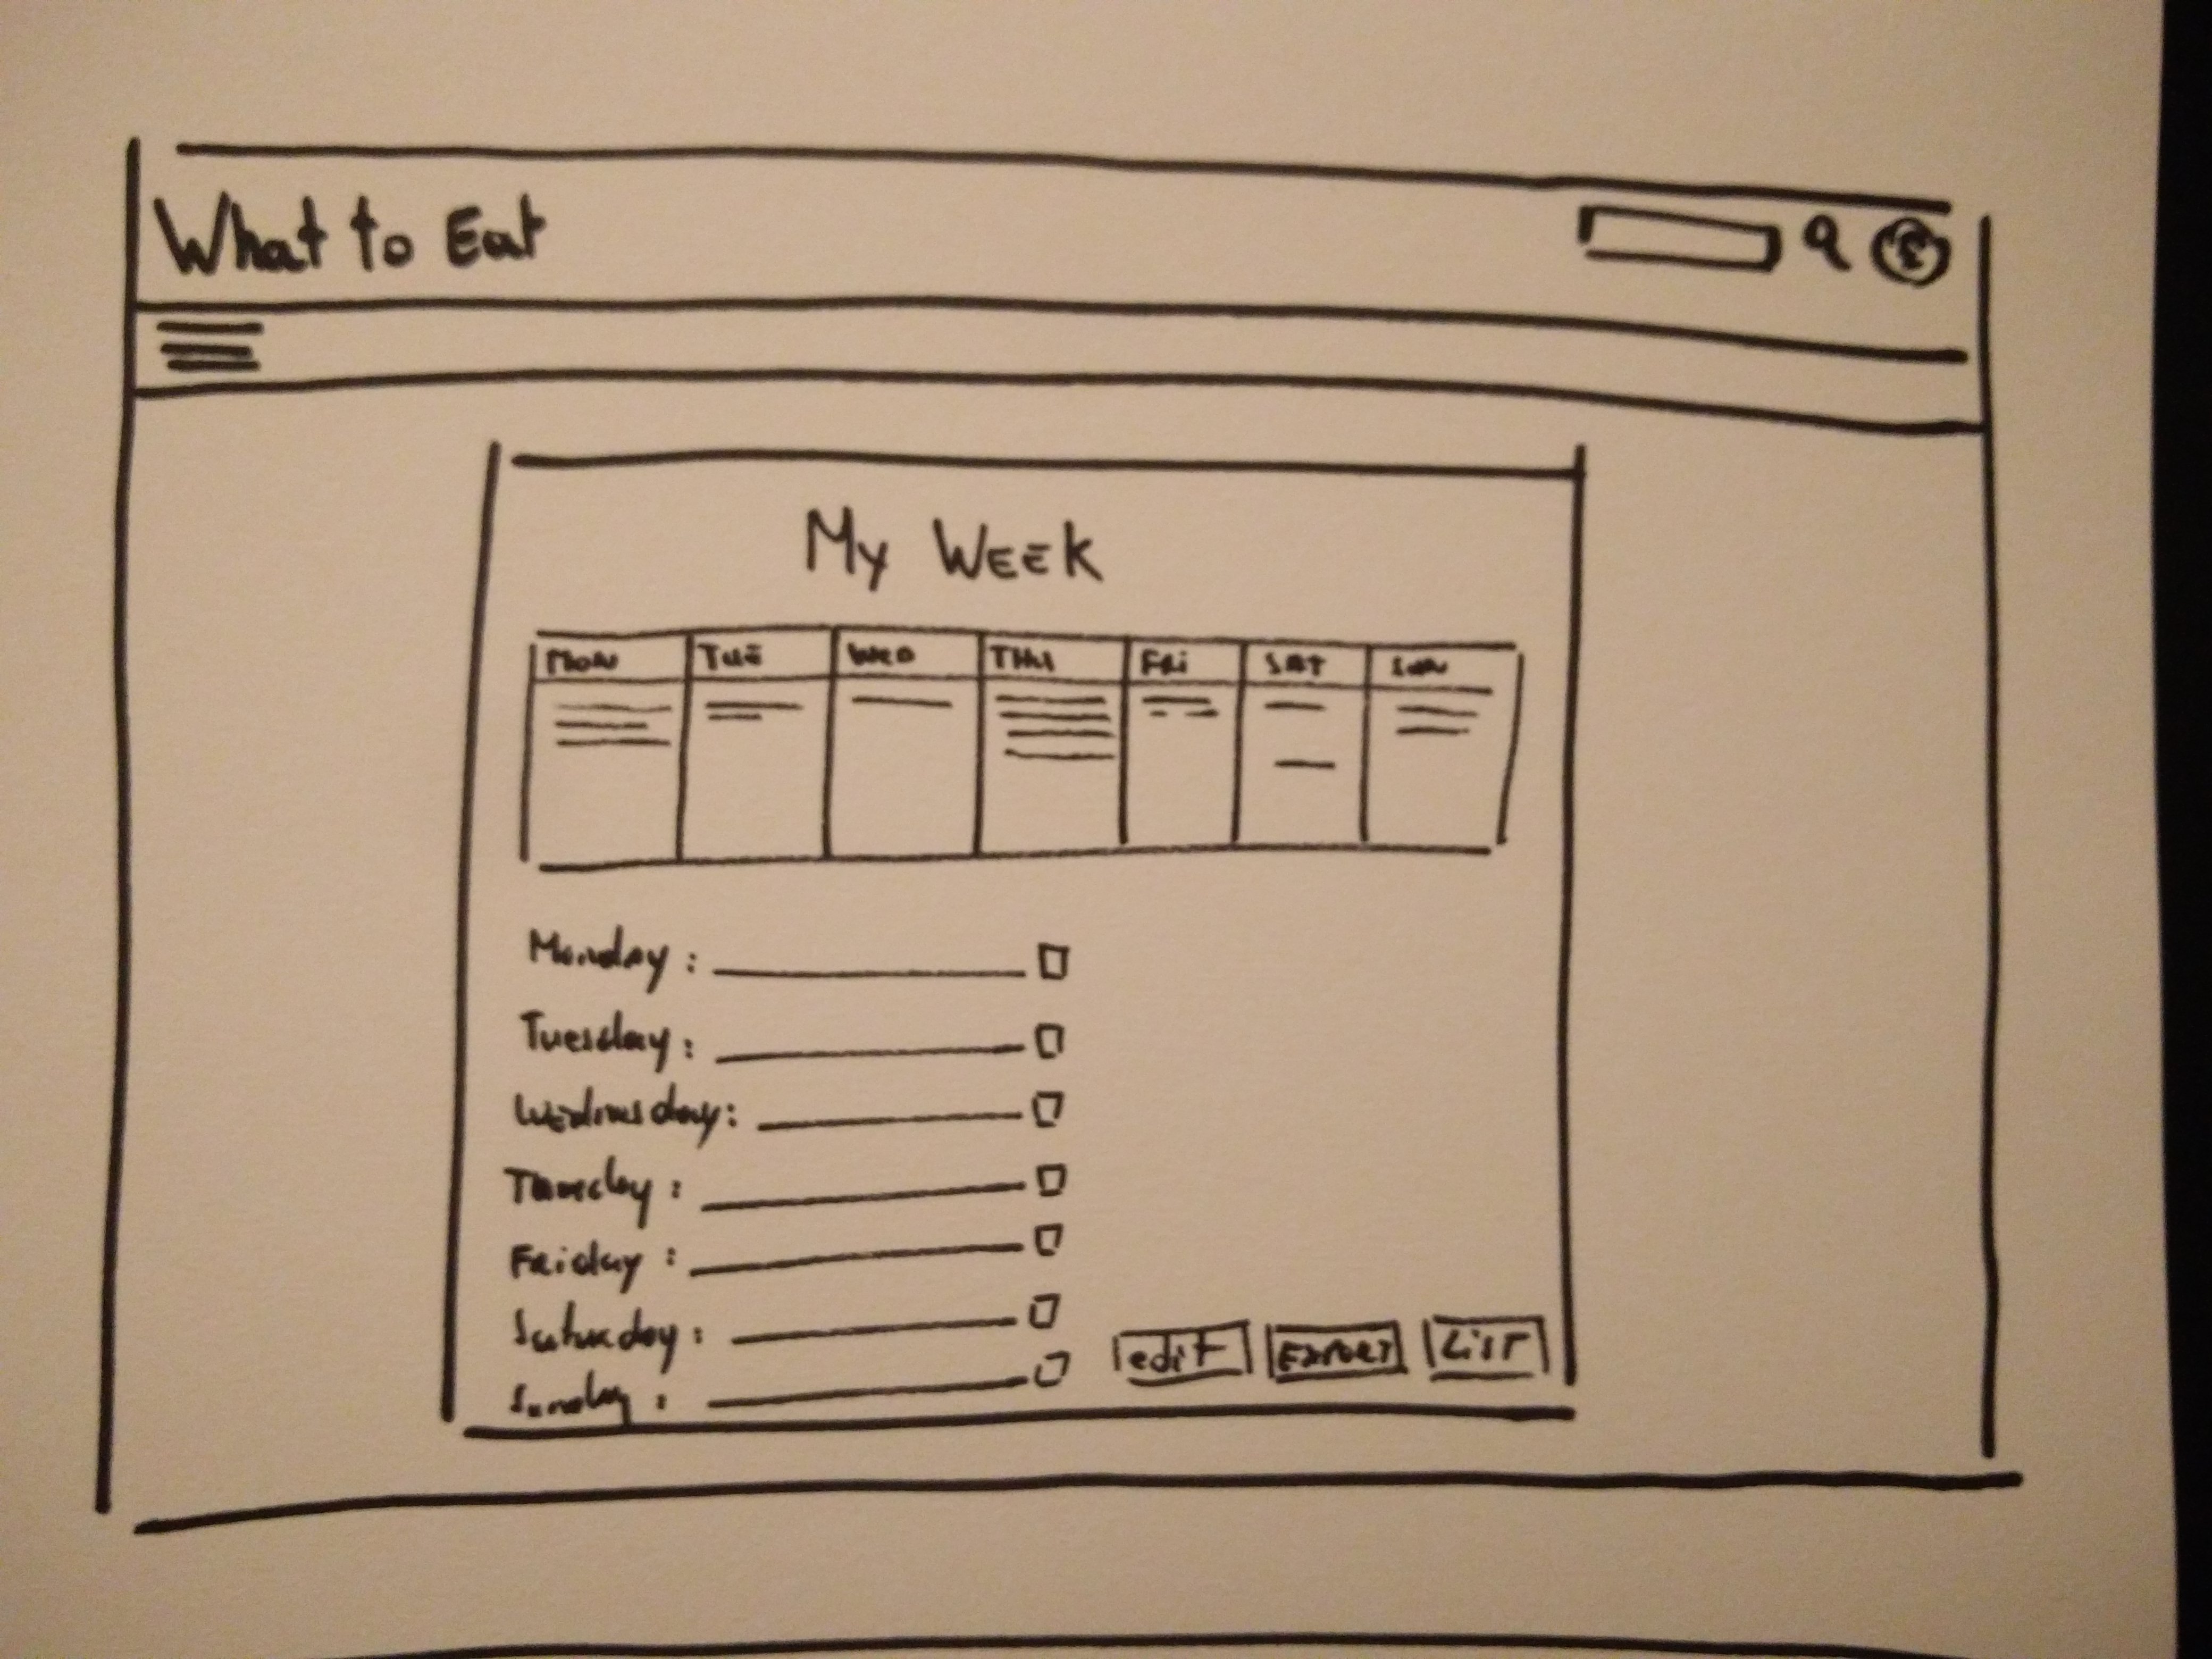 What to Eat
My WEEK
MON TUE WED THU FRI SAT SUN
Monday :
Tuesday :
Wednesday :
Thursday :
Friday :
Saturday :
Sunday :
edit EXPORT LIST